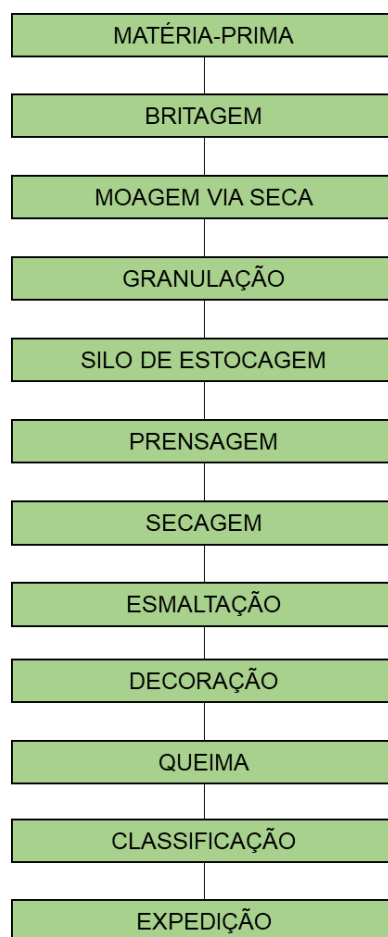 MATÉRIA-PRIMA
BRITAGEM
MOAGEM VIA SECA
GRANULAÇÃO
SILO DE ESTOCAGEM
PRENSAGEM
SECAGEM
ESMALTAÇÃO
DECORAÇÃO
QUEIMA
CLASSIFICAÇÃO
EXPEDIÇÃO